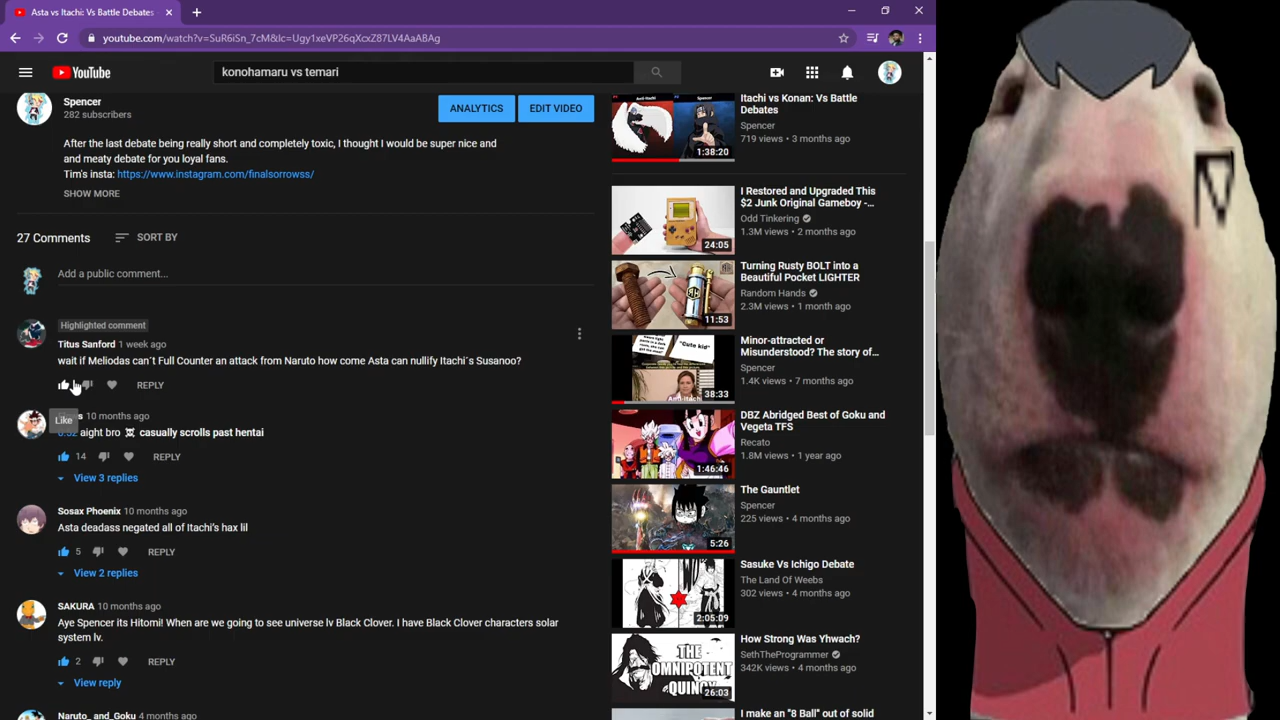 Asta vs Itachi: Vs Battle Debates
youtube.com/watch?v=SuR6iSn_7cM&lc=Ugy1xeVP26qXcxZ87LV4AaABAg
YouTube
konohamaru vs temari
Spencer
282 subscribers
ANALYTICS
EDIT VIDEO
After the last debate being really short and completely toxic, I thought I would be super nice and
and meaty debate for you loyal fans.
Tim's insta: https://www.instagram.com/finalsorrowss/
SHOW MORE
27 Comments
SORT BY
Add a public comment...
Highlighted comment
Titus Sanford 1 week ago
wait if Meliodas can´t Full Counter an attack from Naruto how come Asta can nullify Itachi´s Susanoo?
REPLY
Like
10 months ago
aight bro ☠ casually scrolls past hentai
14
REPLY
View 3 replies
Sosax Phoenix 10 months ago
Asta deadass negated all of Itachi's hax lil
5
REPLY
View 2 replies
SAKURA 10 months ago
Aye Spencer its Hitomi! When are we going to see universe lv Black Clover. I have Black Clover characters solar
system lv.
2
REPLY
View reply
Naruto_ and_Goku 4 months ago
Anti-Itachi
Spencer
1:38:20
Itachi vs Konan: Vs Battle
Debates
Spencer
719 views • 3 months ago
24:05
I Restored and Upgraded This
$2 Junk Original Gameboy -...
Odd Tinkering
1.3M views • 2 months ago
11:53
Turning Rusty BOLT into a
Beautiful Pocket LIGHTER
Random Hands
2.3M views • 1 month ago
"Cute kid"
Anti-Itachi
38:33
Minor-attracted or
Misunderstood? The story of...
Spencer
1.4K views • 7 months ago
1:46:46
DBZ Abridged Best of Goku and
Vegeta TFS
Recato
1.8M views • 1 year ago
5:26
The Gauntlet
Spencer
225 views • 4 months ago
2:05:09
Sasuke Vs Ichigo Debate
The Land Of Weebs
302 views • 4 months ago
THE
OMNIPOTENT
QUINCY
26:03
How Strong Was Yhwach?
SethTheProgrammer
342K views • 4 months ago
I make an "8 Ball" out of solid